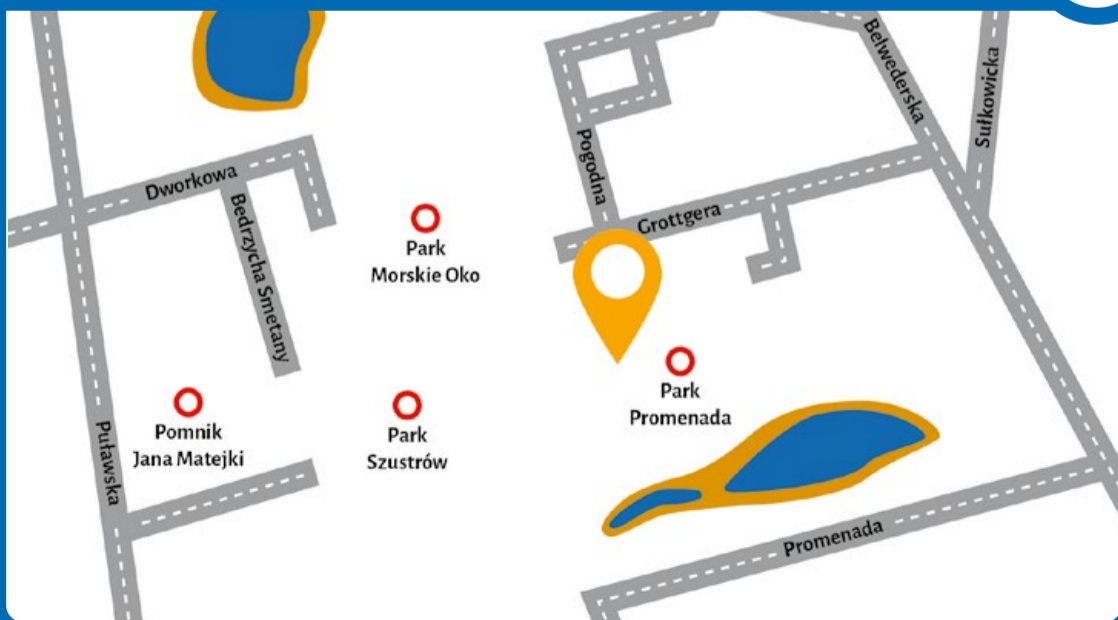 Belwederska
Sułkowicka
Pogodna
Dworkowa
Grottgera
Bedrzycha Smetany
Park
Morskie Oko
Park
Promenada
Pomnik
Jana Matejki
Park
Szustrów
Puławska
Promenada